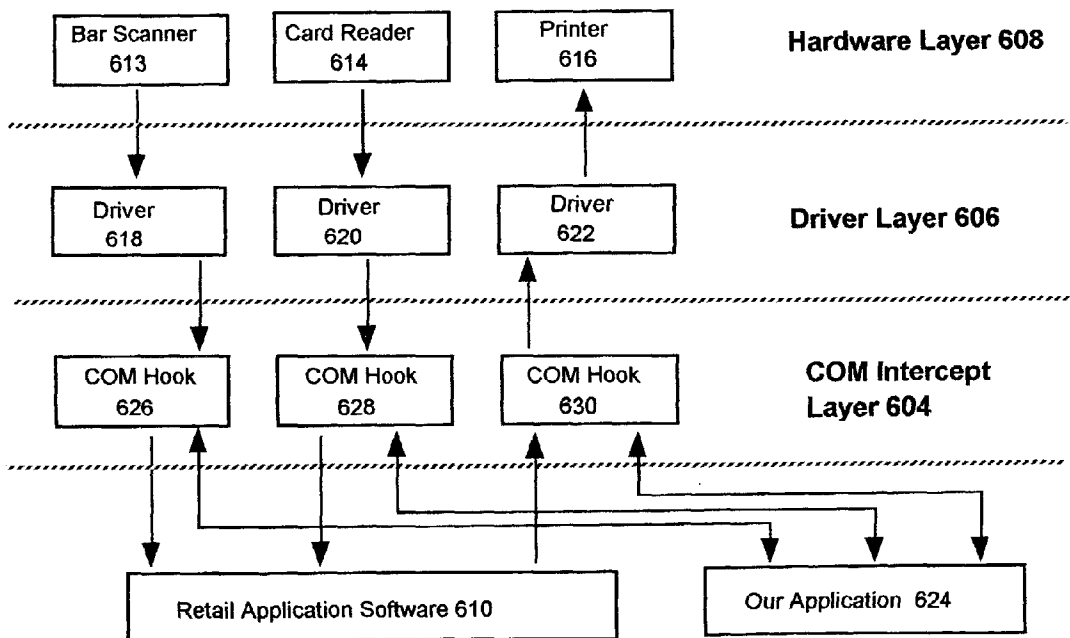 Bar Scanner
613
Card Reader
614
Printer
616
Hardware Layer 608
Driver
618
Driver
620
Driver
622
Driver Layer 606
COM Hook
626
COM Hook
628
COM Hook
630
COM Intercept
Layer 604
Retail Application Software 610
Our Application 624